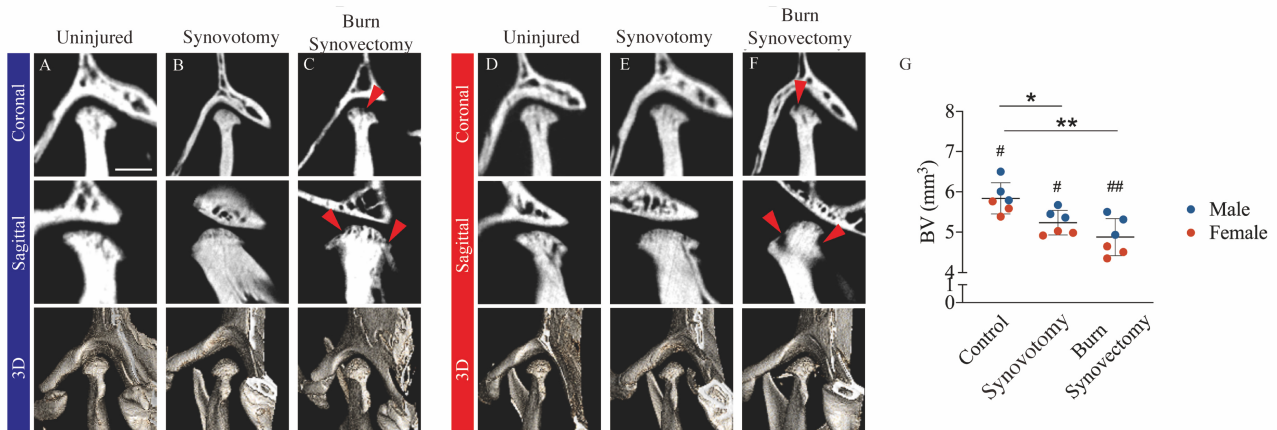 Uninjured
Synovotomy
Burn
Synovectomy
Uninjured
Synovotomy
Burn
Synovectomy
Coronal
Sagittal
3D
A
B
C
Coronal
Sagittal
3D
D
E
F
G
BV (mm³)
8
7
6
5
4
1
0
*
**
#
#
##
Control
Synovotomy
Burn
Synovectomy
Male
Female